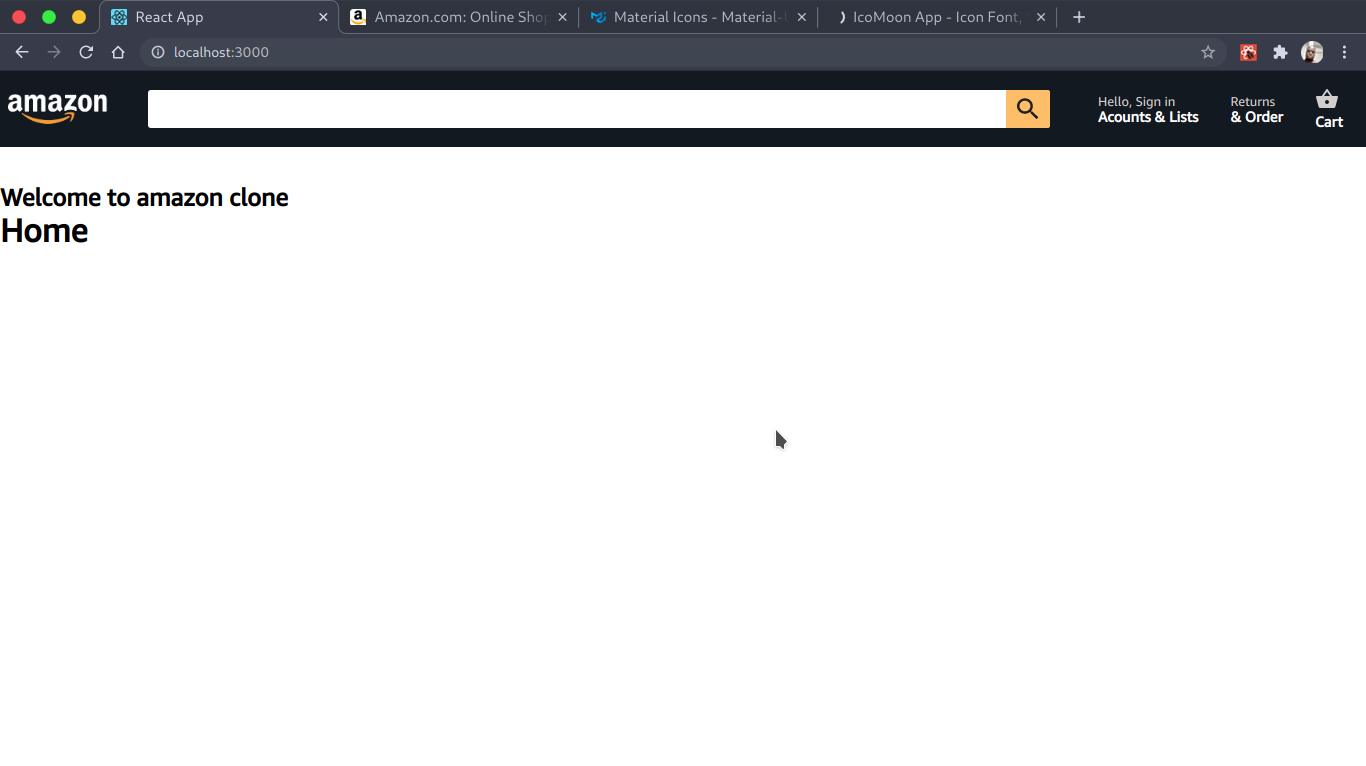 React App
Amazon.com: Online Shop
Material Icons - Material-
IcoMoon App - Icon Font,
localhost:3000
amazon
Hello, Sign in
Acounts & Lists
Returns
& Order
Cart
Welcome to amazon clone
Home